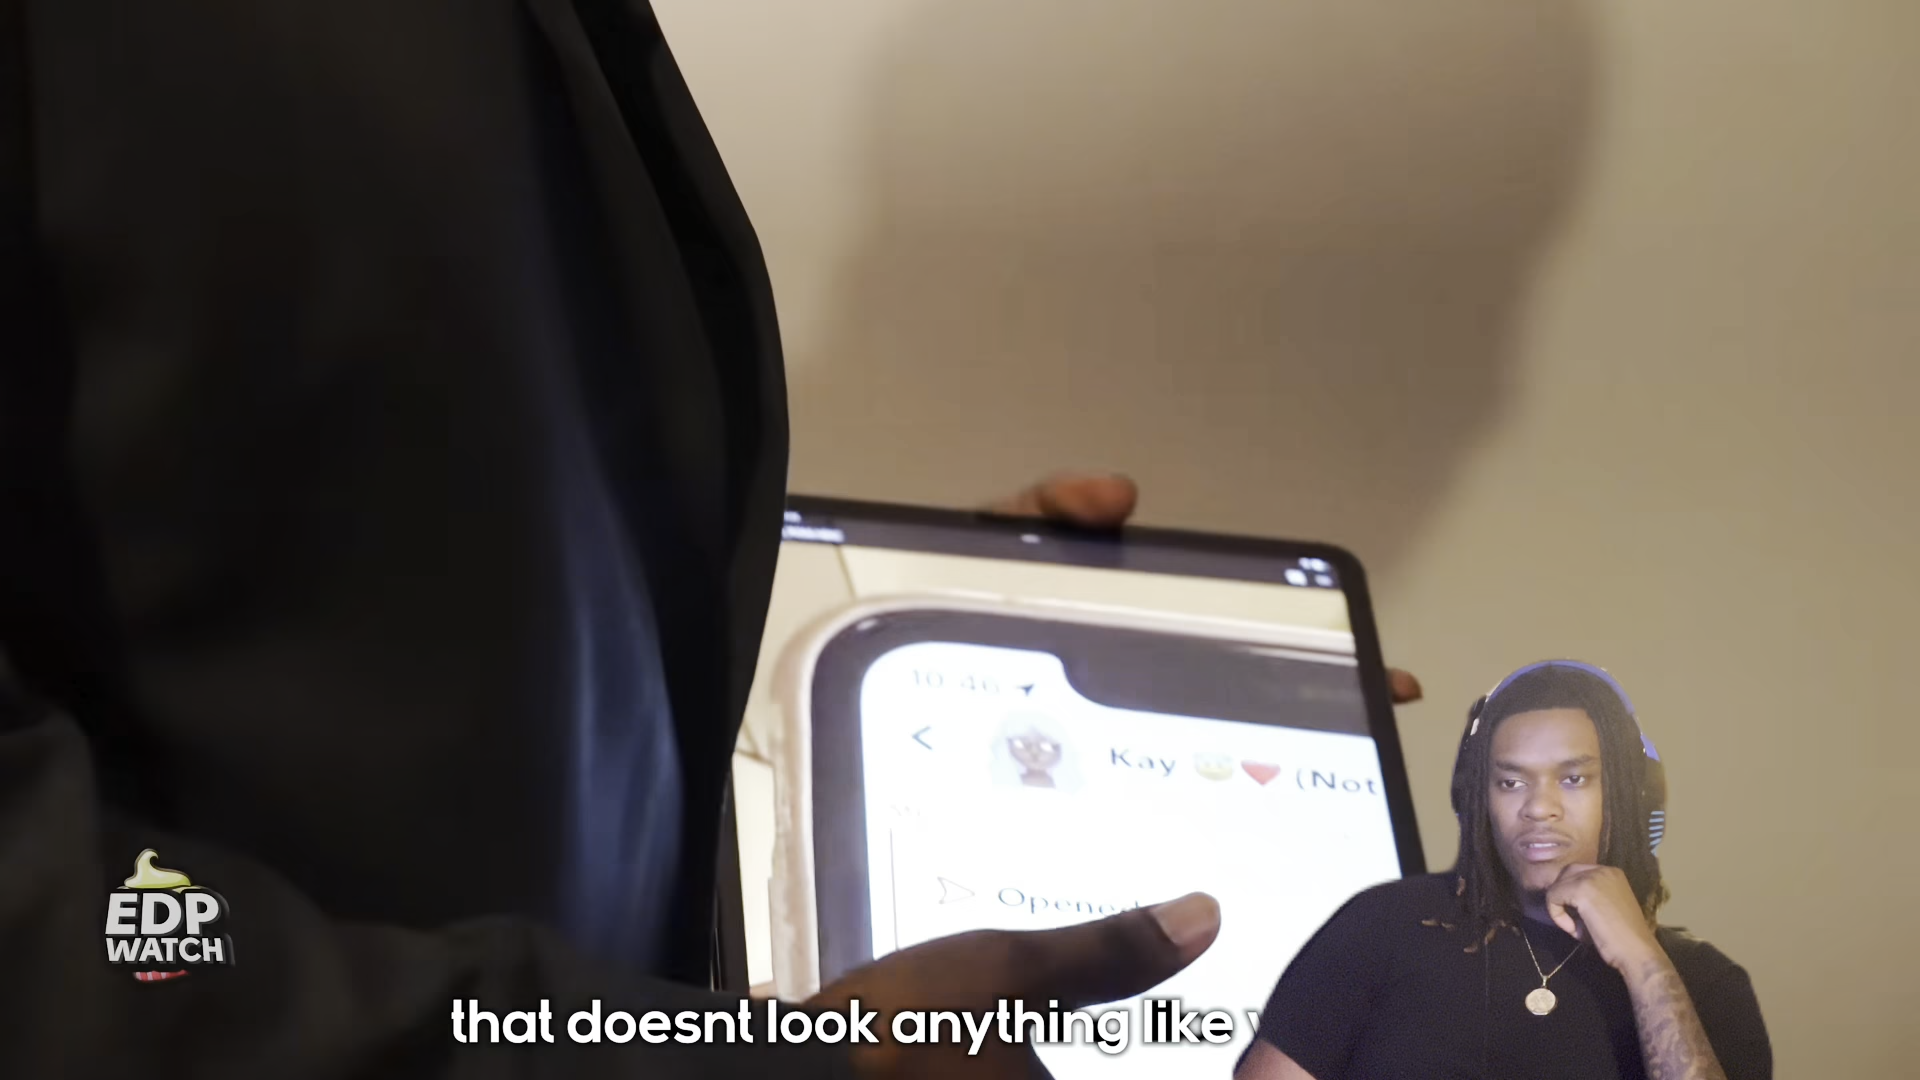 10:46
Kay 😇❤️ (Not
Opened
EDP
WATCH
that doesnt look anything like